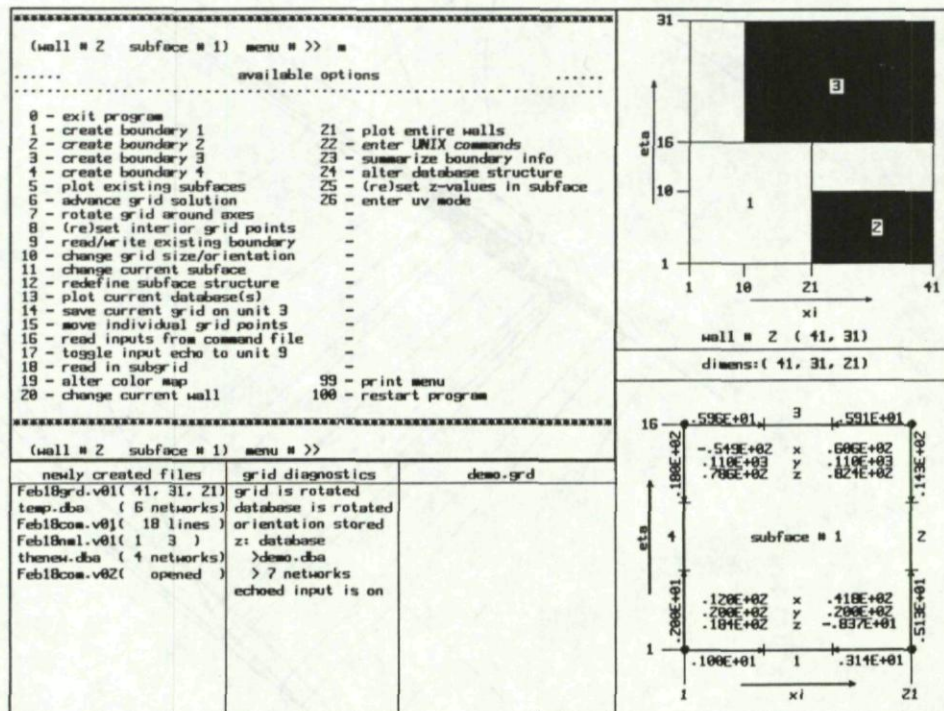 (wall # 2 subface # 1) menu # >> m
...... available options ......
0 - exit program
1 - create boundary 1
2 - create boundary 2
3 - create boundary 3
4 - create boundary 4
5 - plot existing subfaces
6 - advance grid solution
7 - rotate grid around axes
8 - (re)set interior grid points
9 - read/write existing boundary
10 - change grid size/orientation
11 - change current subface
12 - redefine subface structure
13 - plot current database(s)
14 - save current grid on unit 3
15 - move individual grid points
16 - read inputs from command file
17 - toggle input echo to unit 9
18 - read in subgrid
19 - alter color map
20 - change current wall
21 - plot entire walls
22 - enter UNIX commands
23 - summarize boundary info
24 - alter database structure
25 - (re)set z-values in subface
26 - enter uv mode
-
-
-
-
-
-
-
-
-
-
-
-
99 - print menu
100 - restart program
(wall # 2 subface # 1) menu # >>
newly created files
Feb18grd.v01( 41, 31, 21)
temp.dba ( 6 networks)
Feb18com.v01( 18 lines )
Feb18nml.v01( 1 3 )
thenew.dba ( 4 networks)
Feb18com.v02( opened )
grid diagnostics
grid is rotated
database is rotated
orientation stored
z: database
>demo.dba
> 7 networks
echoed input is on
demo.grd
31
16
10
1
eta
3
1
2
1 10 21 41
xi
wall # 2 ( 41, 31)
dimens:( 41, 31, 21)
16
.596E+01 3 .591E+01
.180E+02
.143E+02
-.549E+02 x .606E+02
.110E+03 y .110E+03
.706E+02 z .824E+02
eta
4 subface # 1 2
.200E+01
.513E+01
.120E+02 x .418E+02
.200E+02 y .200E+02
.184E+02 z -.837E+01
1
.100E+01 1 .314E+01
1 xi 21